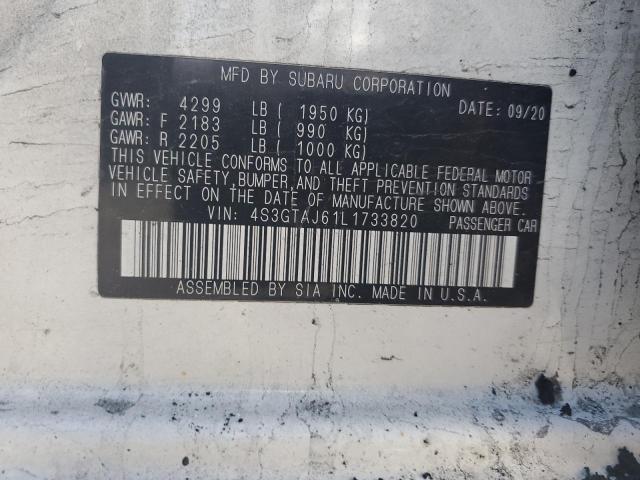 MFD BY SUBARU CORPORATION
GVWR: 4299 LB ( 1950 KG) DATE: 09/20
GAWR: F 2183 LB ( 990 KG)
GAWR: R 2205 LB ( 1000 KG)
THIS VEHICLE CONFORMS TO ALL APPLICABLE FEDERAL MOTOR
VEHICLE SAFETY, BUMPER, AND THEFT PREVENTION STANDARDS
IN EFFECT ON THE DATE OF MANUFACTURE SHOWN ABOVE.
VIN: 4S3GTAJ61L1733820 PASSENGER CAR
ASSEMBLED BY SIA INC. MADE IN U.S.A.